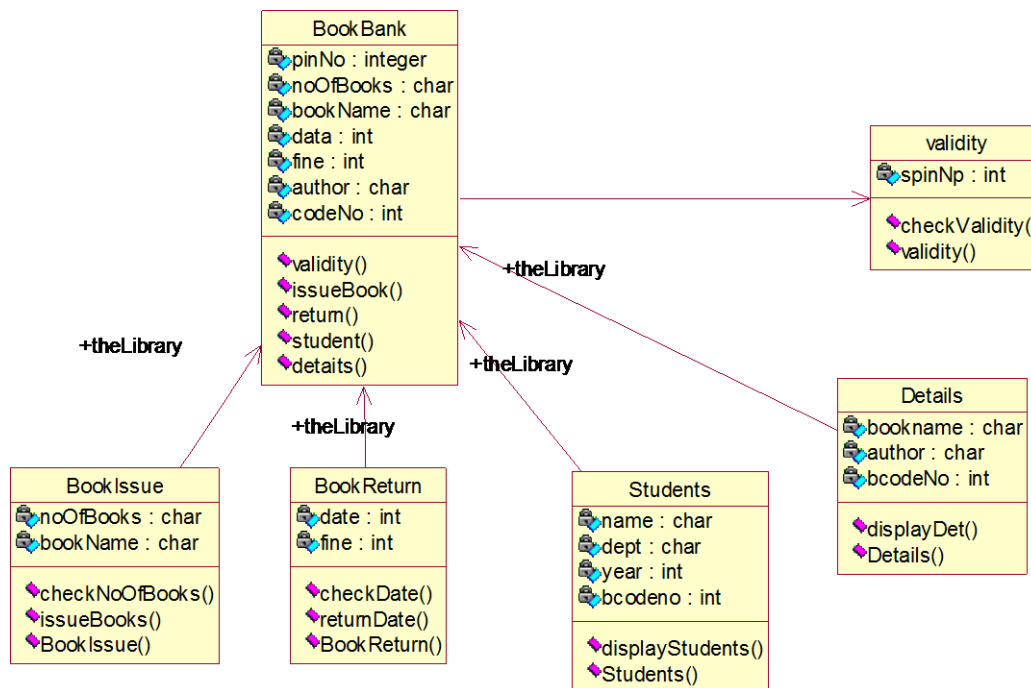 BookBank
pinNo : integer
noOfBooks : char
bookName : char
data : int
fine : int
author : char
codeNo : int
validity()
issueBook()
return()
student()
detaits()
validity
spinNp : int
checkValidity(
validity()
+theLibrary
+theLibrary
+theLibrary
+theLibrary
BookIssue
noOfBooks : char
bookName : char
checkNoOfBooks()
issueBooks()
BookIssue()
BookReturn
date : int
fine : int
checkDate()
returnDate()
BookReturn()
Students
name : char
dept : char
year : int
bcodeno : int
displayStudents()
Students()
Details
bookname : char
author : char
bcodeNo : int
displayDet()
Details()